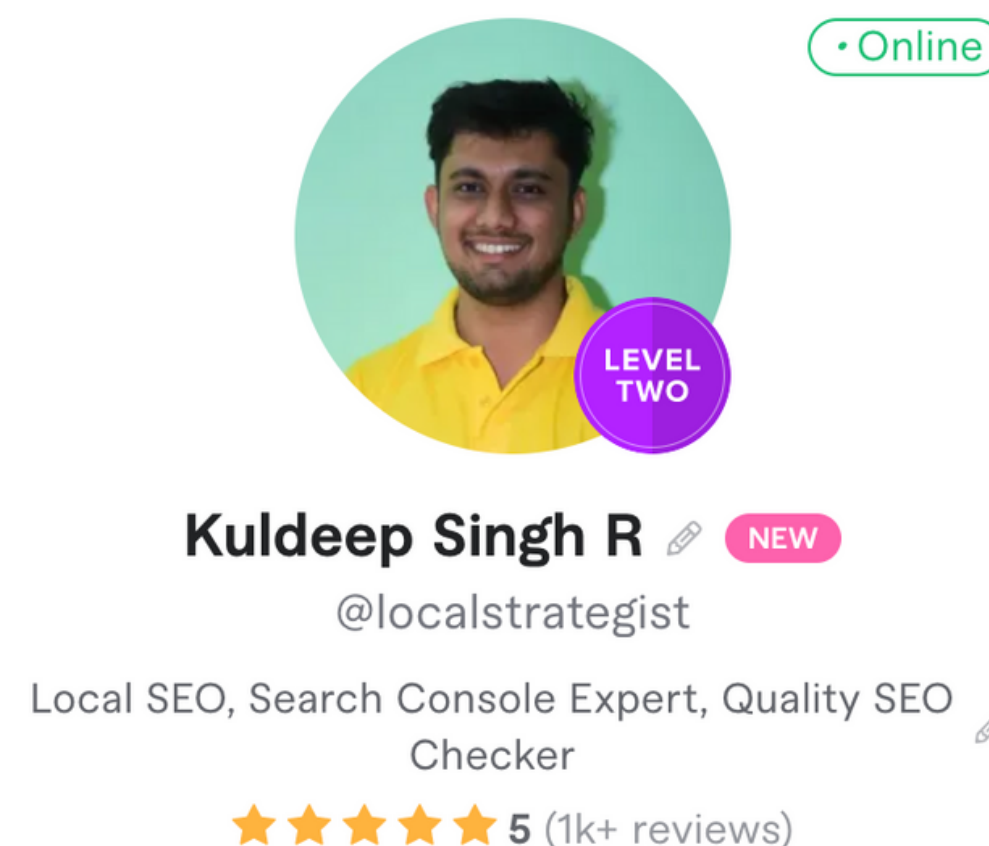 • Online
LEVEL
TWO
Kuldeep Singh R NEW
@localstrategist
Local SEO, Search Console Expert, Quality SEO
Checker
5 (1k+ reviews)